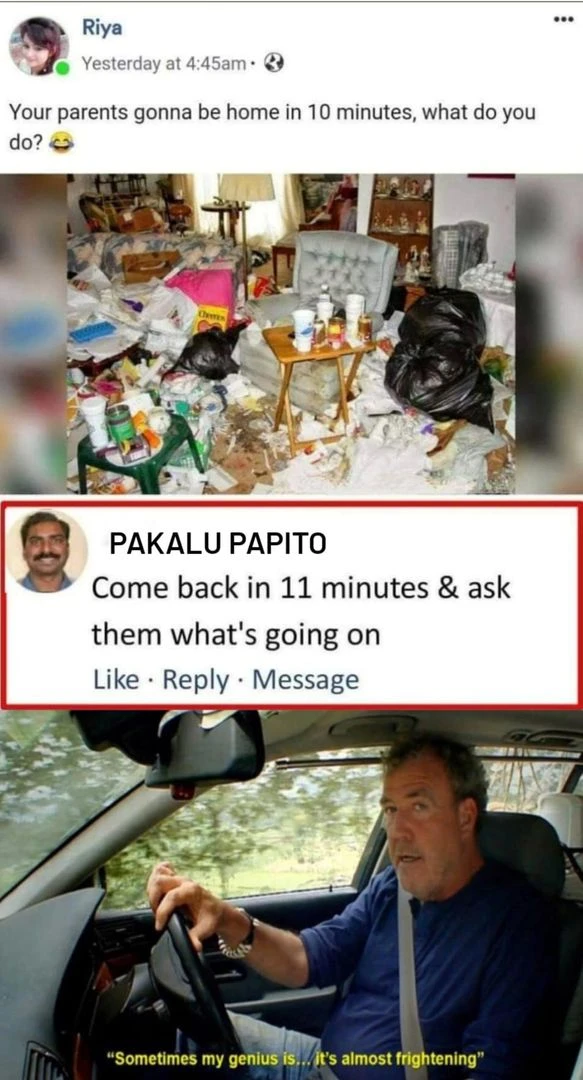 Riya
Yesterday at 4:45am ·
Your parents gonna be home in 10 minutes, what do you
do? 😂
Cheerios
PAKALU PAPITO
Come back in 11 minutes & ask
them what's going on
Like · Reply · Message
“Sometimes my genius is... it's almost frightening”